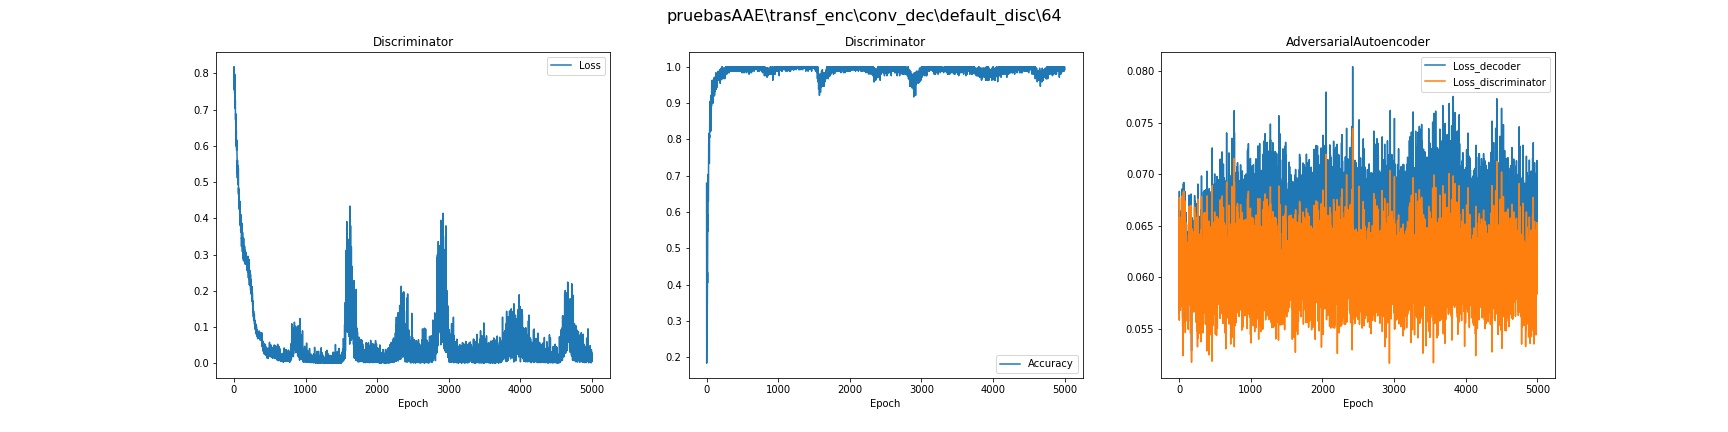 pruebasAAE\transf_enc\conv_dec\default_disc\64
Discriminator
Loss
0.8
0.7
0.6
0.5
0.4
0.3
0.2
0.1
0.0
0 1000 2000 3000 4000 5000
Epoch
Discriminator
1.0
0.9
0.8
0.7
0.6
0.5
0.4
0.3
0.2
Accuracy
0 1000 2000 3000 4000 5000
Epoch
AdversarialAutoencoder
Loss_decoder
Loss_discriminator
0.080
0.075
0.070
0.065
0.060
0.055
0 1000 2000 3000 4000 5000
Epoch